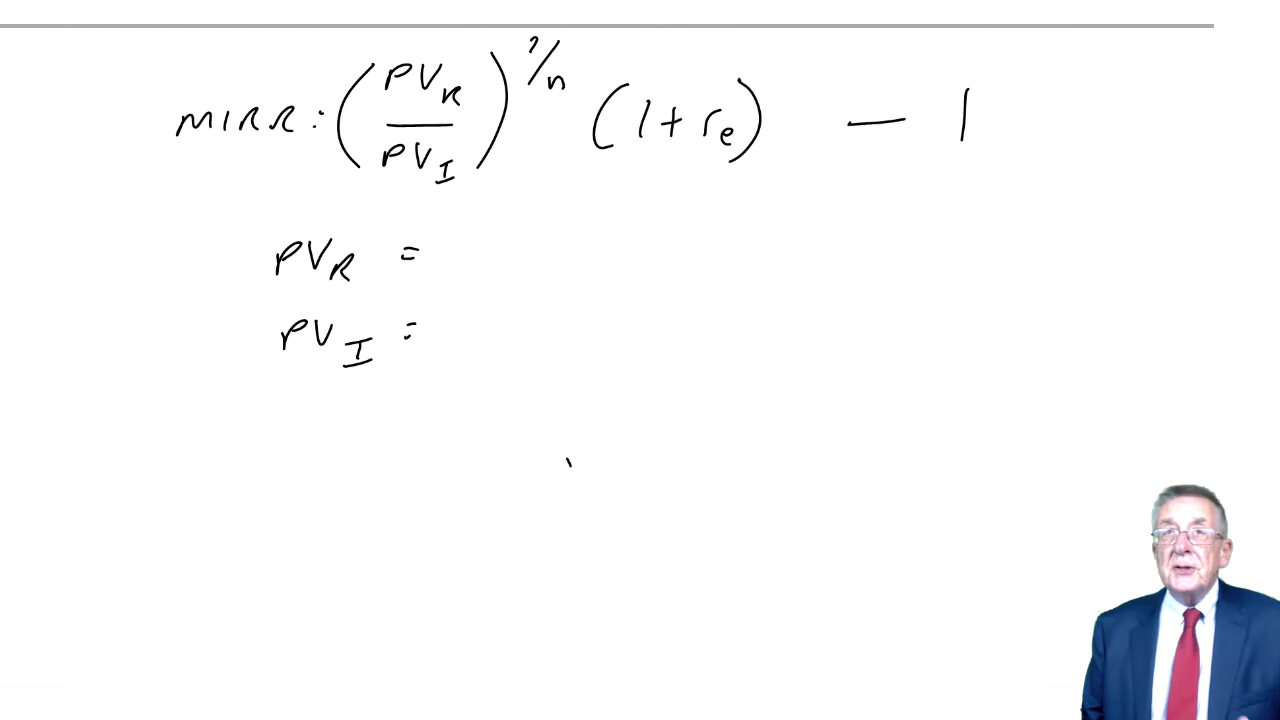 MIRR: (PV_R / PV_I)^1/n (1 + r_e) — 1
PV_R =
PV_I =